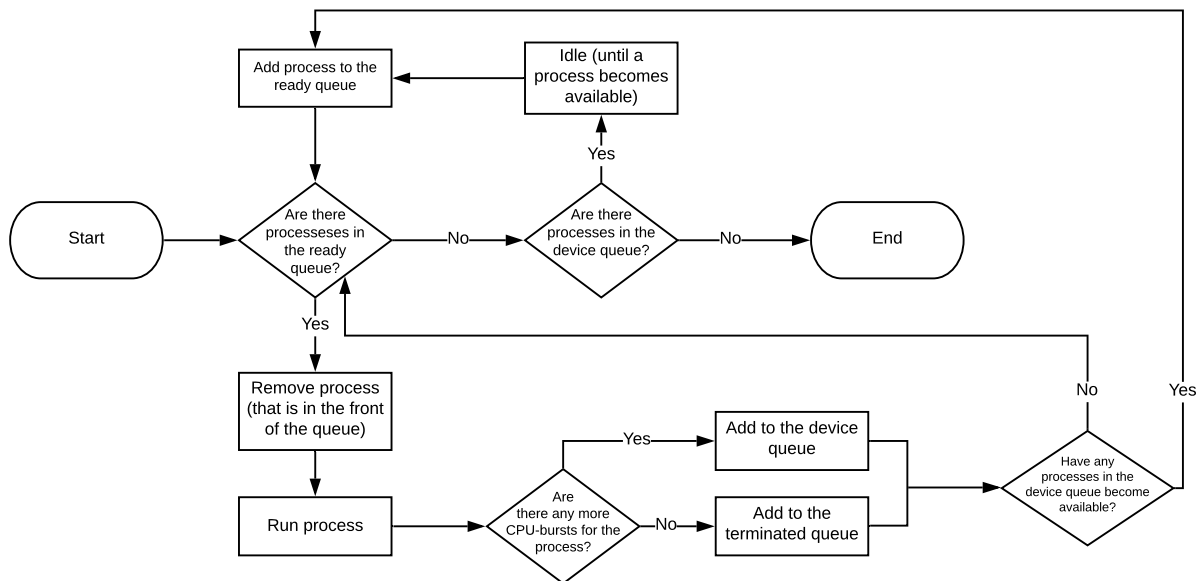 Add process to the
ready queue
Idle (until a
process becomes
available)
Yes
Start
Are there
processeses in
the ready
queue?
No
Are there
processes in the
device queue?
No
End
Yes
Remove process
(that is in the front
of the queue)
No
Yes
Run process
Are
there any more
CPU-bursts for the
process?
Yes
Add to the device
queue
No
Add to the
terminated queue
Have any
processes in the
device queue become
available?